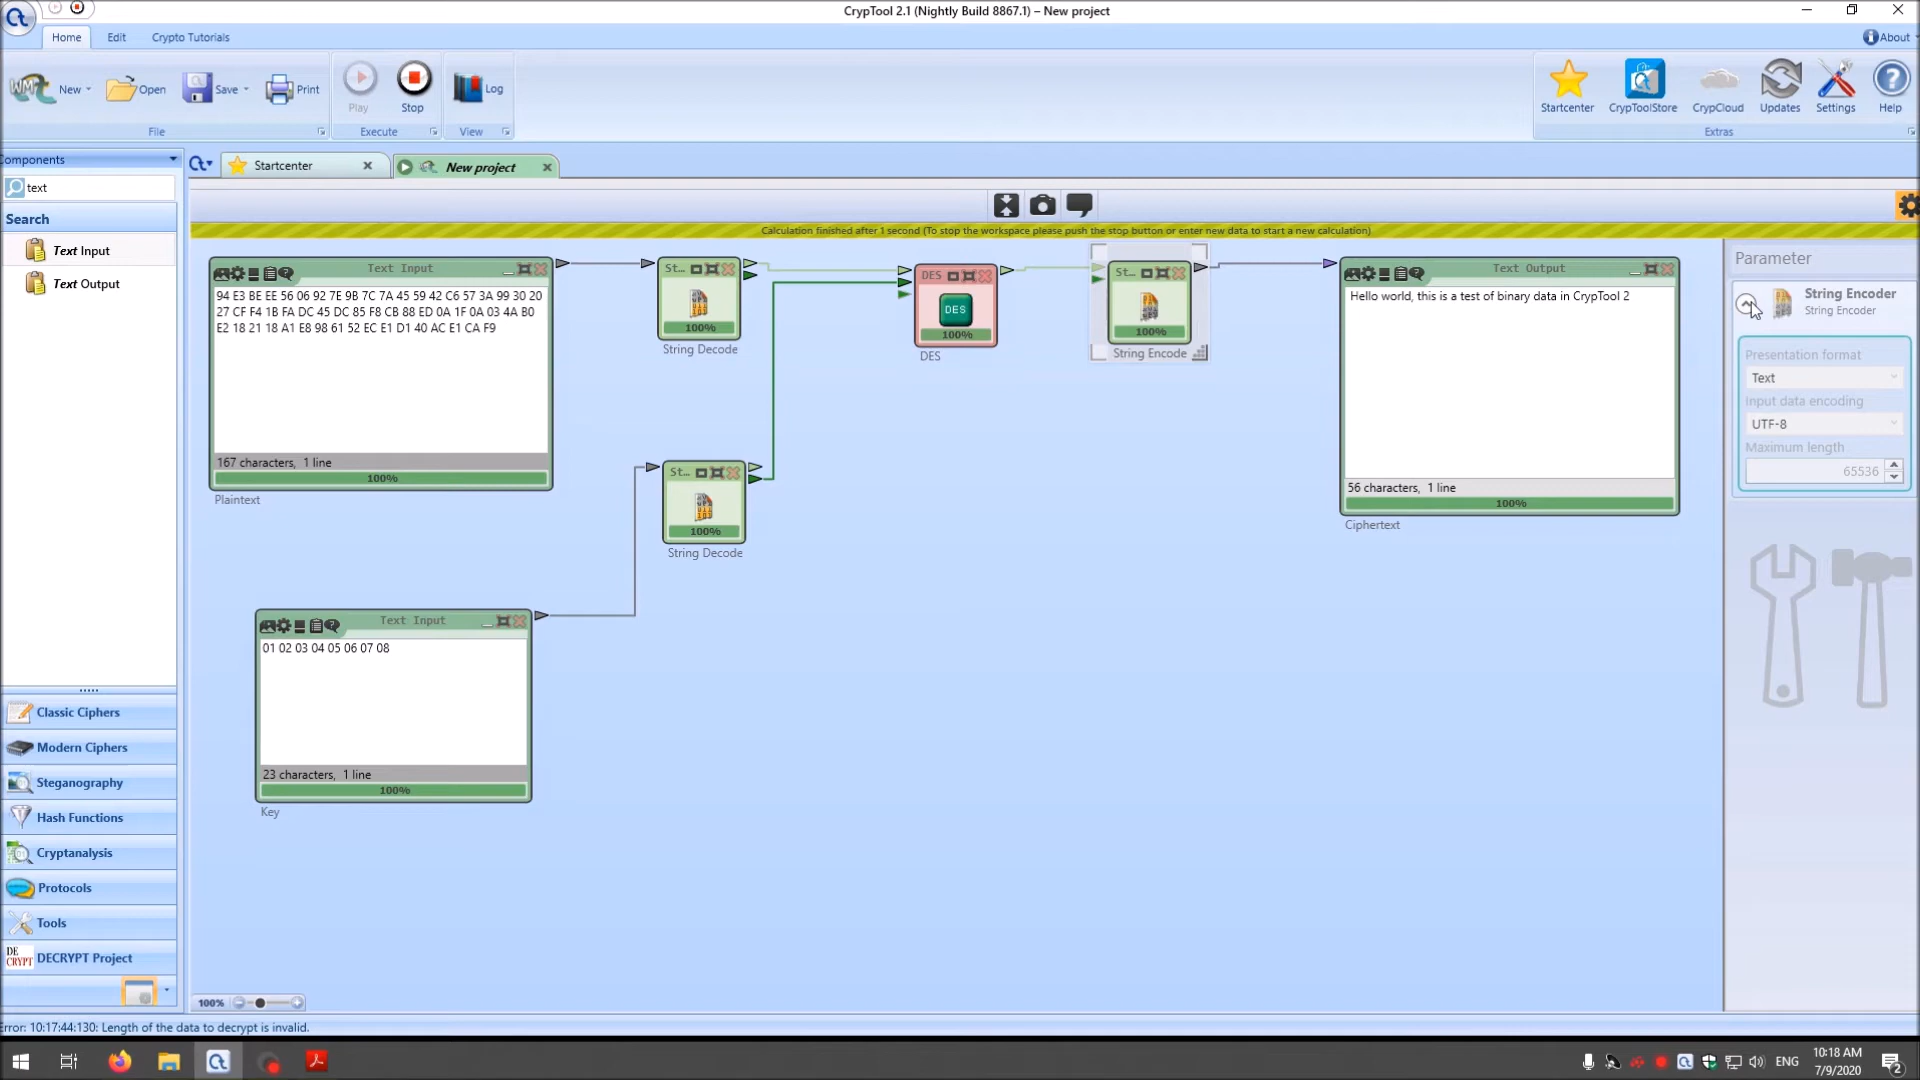 CrypTool 2.1 (Nightly Build 8867.1) – New project
Home
Edit
Crypto Tutorials
About
New
Open
Save
Print
Play
Stop
Log
File
Execute
View
Startcenter
CrypToolStore
CrypCloud
Updates
Settings
Help
Extras
Components
Startcenter
New project
text
Search
Text Input
Text Output
Calculation finished after 1 second (To stop the workspace please push the stop button or enter new data to start a new calculation)
Text Input
94 E3 BE EE 56 06 92 7E 9B 7C 7A 45 59 42 C6 57 3A 99 30 20
27 CF F4 1B FA DC 45 DC 85 F8 CB 88 ED 0A 1F 0A 03 4A B0
E2 18 21 18 A1 E8 98 61 52 EC E1 D1 40 AC E1 CA F9
167 characters, 1 line
100%
Plaintext
St...
100%
String Decode
DES
DES
100%
DES
St...
100%
String Encode
Text Output
Hello world, this is a test of binary data in CrypTool 2
56 characters, 1 line
100%
Ciphertext
St...
100%
String Decode
Text Input
01 02 03 04 05 06 07 08
23 characters, 1 line
100%
Key
Parameter
String Encoder
String Encoder
Presentation format
Text
Input data encoding
UTF-8
Maximum length
65536
Classic Ciphers
Modern Ciphers
Steganography
Hash Functions
Cryptanalysis
Protocols
Tools
DE
CRYPT
DECRYPT Project
100%
Error: 10:17:44:130: Length of the data to decrypt is invalid.
ENG
10:18 AM
7/9/2020
2